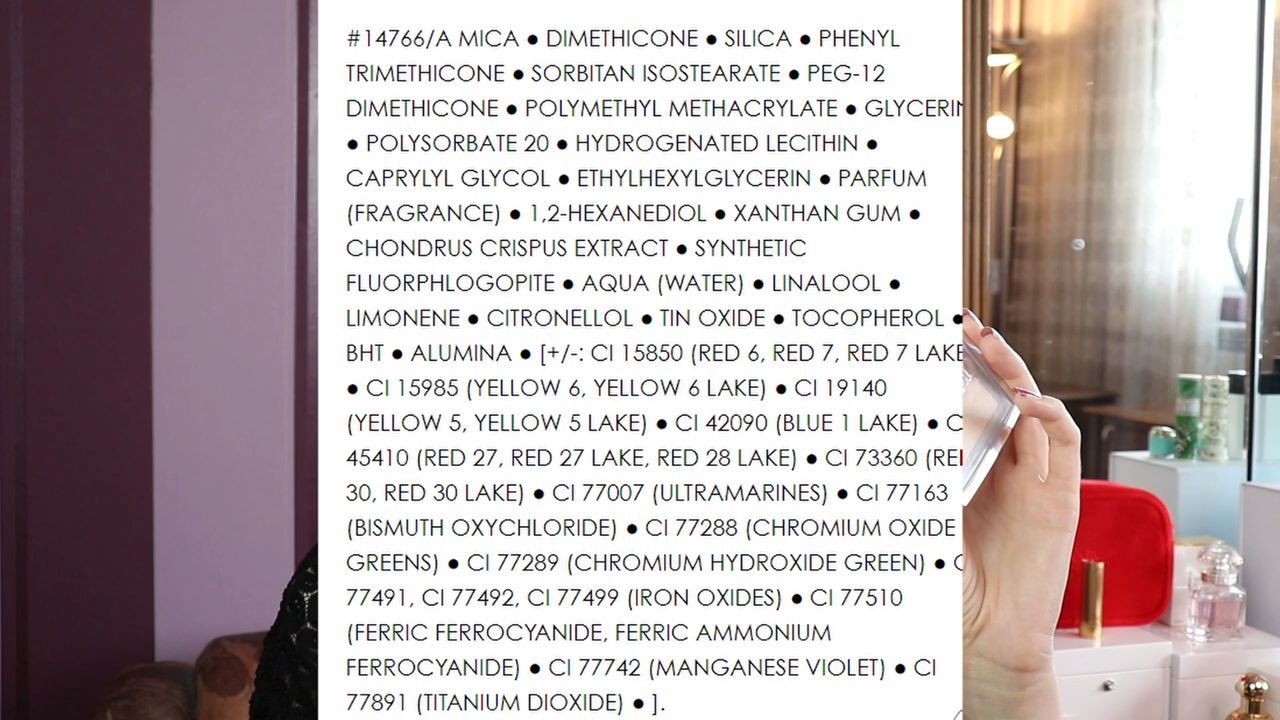 #14766/A MICA ● DIMETHICONE ● SILICA ● PHENYL
TRIMETHICONE ● SORBITAN ISOSTEARATE ● PEG-12
DIMETHICONE ● POLYMETHYL METHACRYLATE ● GLYCERIN
● POLYSORBATE 20 ● HYDROGENATED LECITHIN ●
CAPRYLYL GLYCOL ● ETHYLHEXYLGLYCERIN ● PARFUM
(FRAGRANCE) ● 1,2-HEXANEDIOL ● XANTHAN GUM ●
CHONDRUS CRISPUS EXTRACT ● SYNTHETIC
FLUORPHLOGOPITE ● AQUA (WATER) ● LINALOOL ●
LIMONENE ● CITRONELLOL ● TIN OXIDE ● TOCOPHEROL ●
BHT ● ALUMINA ● [+/-: CI 15850 (RED 6, RED 7, RED 7 LAKE
● CI 15985 (YELLOW 6, YELLOW 6 LAKE) ● CI 19140
(YELLOW 5, YELLOW 5 LAKE) ● CI 42090 (BLUE 1 LAKE) ● C
45410 (RED 27, RED 27 LAKE, RED 28 LAKE) ● CI 73360 (RE
30, RED 30 LAKE) ● CI 77007 (ULTRAMARINES) ● CI 77163
(BISMUTH OXYCHLORIDE) ● CI 77288 (CHROMIUM OXIDE
GREENS) ● CI 77289 (CHROMIUM HYDROXIDE GREEN) ● C
77491, CI 77492, CI 77499 (IRON OXIDES) ● CI 77510
(FERRIC FERROCYANIDE, FERRIC AMMONIUM
FERROCYANIDE) ● CI 77742 (MANGANESE VIOLET) ● CI
77891 (TITANIUM DIOXIDE) ● ].